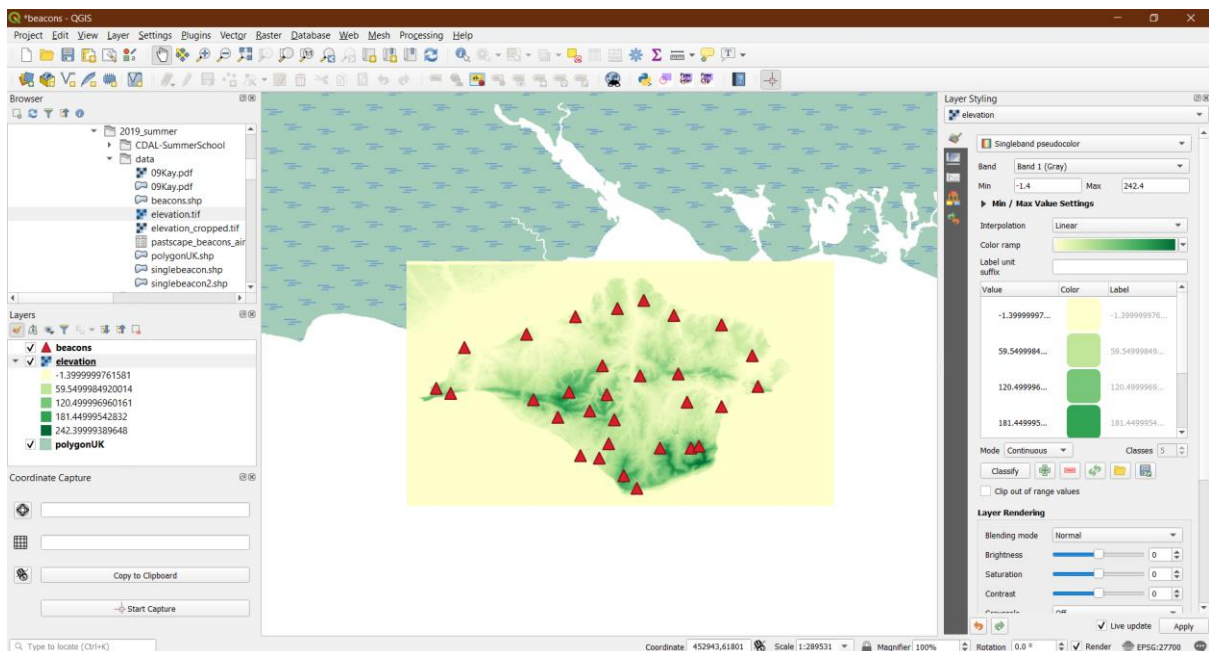 *beacons - QGIS
Project Edit View Layer Settings Plugins Vector Raster Database Web Mesh Processing Help
Browser
2019_summer
CDAL-SummerSchool
data
09Kay.pdf
09Kay.pdf
beacons.shp
elevation.tif
elevation_cropped.tif
pastscape_beacons_air
polygonUK.shp
singlebeacon.shp
singlebeacon2.shp
Layers
beacons
elevation
-1.3999999761581
59.5499984920014
120.499996960161
181.44999542832
242.39999389648
polygonUK
Coordinate Capture
Copy to Clipboard
Start Capture
Layer Styling
elevation
Singleband pseudocolor
Band Band 1 (Gray)
Min -1.4 Max 242.4
Min / Max Value Settings
Interpolation Linear
Color ramp
Label unit
suffix
Value Color Label
-1.39999997... -1.399999976...
59.5499984... 59.54999849...
120.499996... 120.4999969...
181.444995... 181.4449954...
Mode Continuous Classes 5
Classify
Clip out of range values
Layer Rendering
Blending mode Normal
Brightness 0
Saturation 0
Contrast 0
Live update Apply
Type to locate (Ctrl+K) Coordinate 452943,61801 Scale 1:289531 Magnifier 100% Rotation 0.0 ° Render EPSG:27700